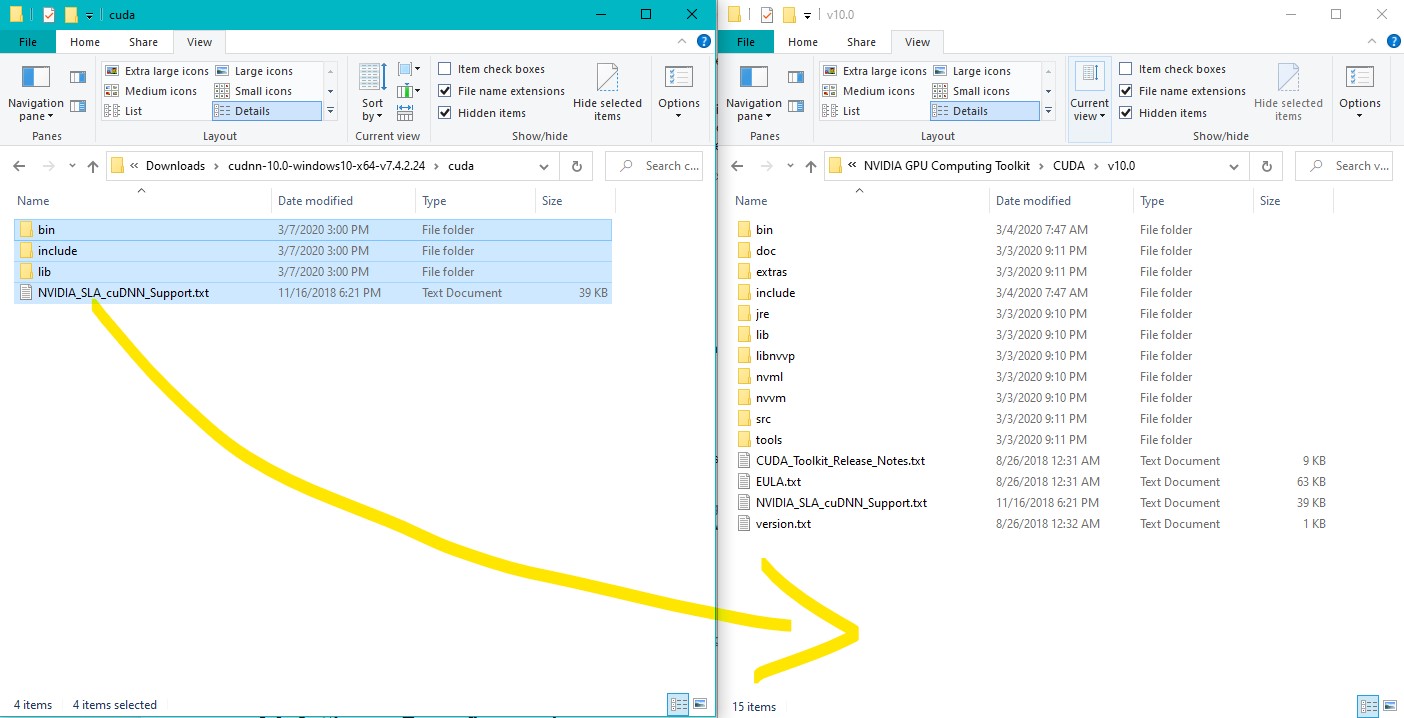 cuda
File Home Share View
Navigation pane
Extra large icons Large icons
Medium icons Small icons
List Details
Sort by
Item check boxes
File name extensions
Hidden items
Hide selected items
Options
Panes Layout Current view Show/hide
« Downloads > cudnn-10.0-windows10-x64-v7.4.2.24 > cuda
Search c...
Name Date modified Type Size
bin 3/7/2020 3:00 PM File folder
include 3/7/2020 3:00 PM File folder
lib 3/7/2020 3:00 PM File folder
NVIDIA_SLA_cuDNN_Support.txt 11/16/2018 6:21 PM Text Document 39 KB
4 items 4 items selected
v10.0
File Home Share View
Navigation pane
Extra large icons Large icons
Medium icons Small icons
List Details
Current view
Item check boxes
File name extensions
Hidden items
Hide selected items
Options
Panes Layout Show/hide
« NVIDIA GPU Computing Toolkit > CUDA > v10.0
Search v...
Name Date modified Type Size
bin 3/4/2020 7:47 AM File folder
doc 3/3/2020 9:11 PM File folder
extras 3/3/2020 9:11 PM File folder
include 3/4/2020 7:47 AM File folder
jre 3/3/2020 9:10 PM File folder
lib 3/3/2020 9:10 PM File folder
libnvvp 3/3/2020 9:10 PM File folder
nvml 3/3/2020 9:10 PM File folder
nvvm 3/3/2020 9:10 PM File folder
src 3/3/2020 9:11 PM File folder
tools 3/3/2020 9:11 PM File folder
CUDA_Toolkit_Release_Notes.txt 8/26/2018 12:31 AM Text Document 9 KB
EULA.txt 8/26/2018 12:31 AM Text Document 63 KB
NVIDIA_SLA_cuDNN_Support.txt 11/16/2018 6:21 PM Text Document 39 KB
version.txt 8/26/2018 12:32 AM Text Document 1 KB
15 items